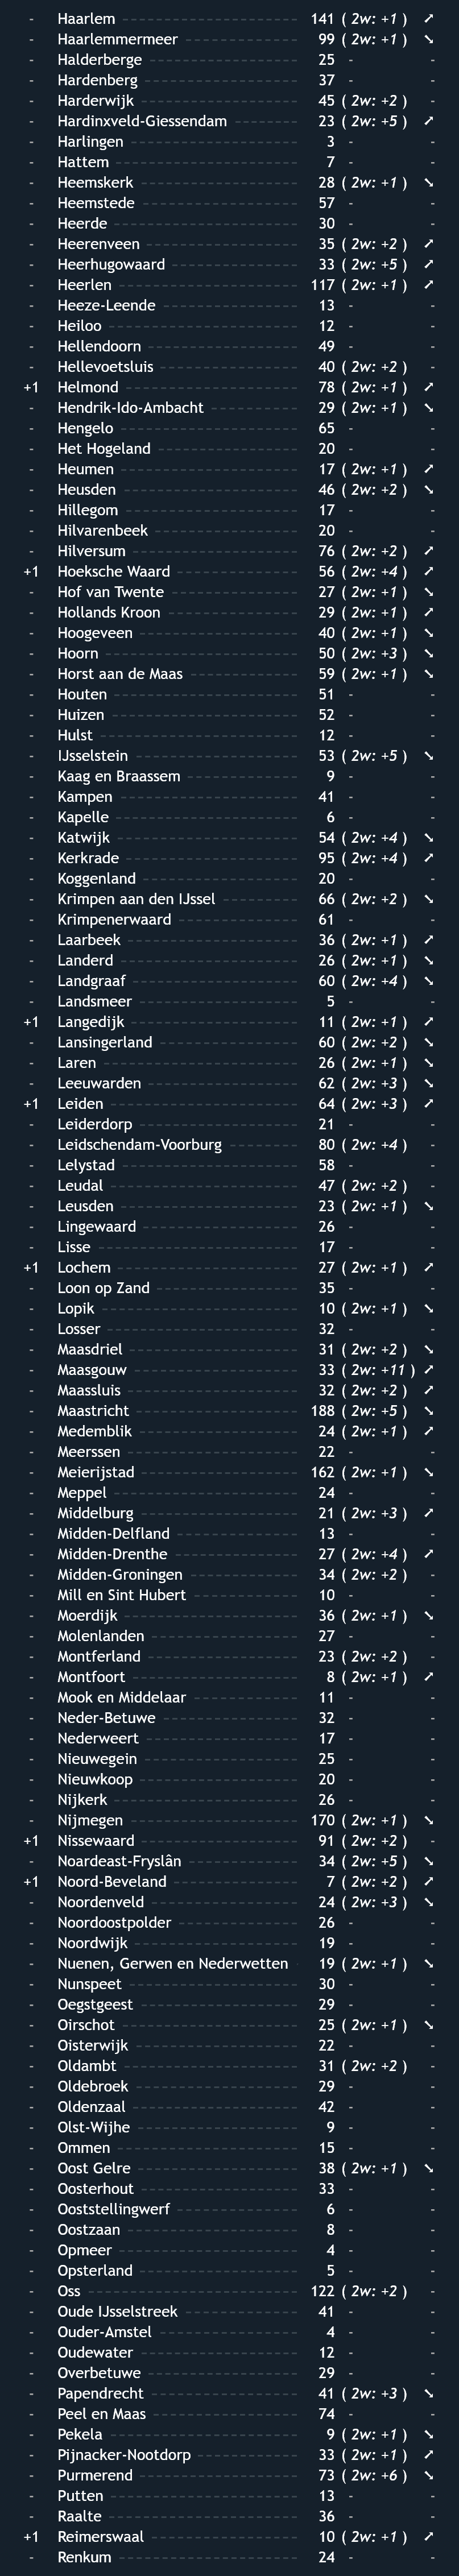 - Haarlem 141 ( 2w: +1 ) ↗
- Haarlemmermeer 99 ( 2w: +1 ) ↘
- Halderberge 25 - -
- Hardenberg 37 - -
- Harderwijk 45 ( 2w: +2 ) -
- Hardinxveld-Giessendam 23 ( 2w: +5 ) ↗
- Harlingen 3 - -
- Hattem 7 - -
- Heemskerk 28 ( 2w: +1 ) ↘
- Heemstede 57 - -
- Heerde 30 - -
- Heerenveen 35 ( 2w: +2 ) ↗
- Heerhugowaard 33 ( 2w: +5 ) ↗
- Heerlen 117 ( 2w: +1 ) ↗
- Heeze-Leende 13 - -
- Heiloo 12 - -
- Hellendoorn 49 - -
- Hellevoetsluis 40 ( 2w: +2 ) -
+1 Helmond 78 ( 2w: +1 ) ↗
- Hendrik-Ido-Ambacht 29 ( 2w: +1 ) ↘
- Hengelo 65 - -
- Het Hogeland 20 - -
- Heumen 17 ( 2w: +1 ) ↗
- Heusden 46 ( 2w: +2 ) ↘
- Hillegom 17 - -
- Hilvarenbeek 20 - -
- Hilversum 76 ( 2w: +2 ) ↗
+1 Hoeksche Waard 56 ( 2w: +4 ) ↗
- Hof van Twente 27 ( 2w: +1 ) ↘
- Hollands Kroon 29 ( 2w: +1 ) ↗
- Hoogeveen 40 ( 2w: +1 ) ↘
- Hoorn 50 ( 2w: +3 ) ↘
- Horst aan de Maas 59 ( 2w: +1 ) ↘
- Houten 51 - -
- Huizen 52 - -
- Hulst 12 - -
- IJsselstein 53 ( 2w: +5 ) ↘
- Kaag en Braassem 9 - -
- Kampen 41 - -
- Kapelle 6 - -
- Katwijk 54 ( 2w: +4 ) ↘
- Kerkrade 95 ( 2w: +4 ) ↗
- Koggenland 20 - -
- Krimpen aan den IJssel 66 ( 2w: +2 ) ↘
- Krimpenerwaard 61 - -
- Laarbeek 36 ( 2w: +1 ) ↗
- Landerd 26 ( 2w: +1 ) ↘
- Landgraaf 60 ( 2w: +4 ) ↘
- Landsmeer 5 - -
+1 Langedijk 11 ( 2w: +1 ) ↗
- Lansingerland 60 ( 2w: +2 ) ↘
- Laren 26 ( 2w: +1 ) ↘
- Leeuwarden 62 ( 2w: +3 ) ↘
+1 Leiden 64 ( 2w: +3 ) ↗
- Leiderdorp 21 - -
- Leidschendam-Voorburg 80 ( 2w: +4 ) -
- Lelystad 58 - -
- Leudal 47 ( 2w: +2 ) -
- Leusden 23 ( 2w: +1 ) ↘
- Lingewaard 26 - -
- Lisse 17 - -
+1 Lochem 27 ( 2w: +1 ) ↗
- Loon op Zand 35 - -
- Lopik 10 ( 2w: +1 ) ↘
- Losser 32 - -
- Maasdriel 31 ( 2w: +2 ) ↘
- Maasgouw 33 ( 2w: +11 ) ↗
- Maassluis 32 ( 2w: +2 ) ↗
- Maastricht 188 ( 2w: +5 ) ↘
- Medemblik 24 ( 2w: +1 ) ↗
- Meerssen 22 - -
- Meierijstad 162 ( 2w: +1 ) ↘
- Meppel 24 - -
- Middelburg 21 ( 2w: +3 ) ↗
- Midden-Delfland 13 - -
- Midden-Drenthe 27 ( 2w: +4 ) ↗
- Midden-Groningen 34 ( 2w: +2 ) -
- Mill en Sint Hubert 10 - -
- Moerdijk 36 ( 2w: +1 ) ↘
- Molenlanden 27 - -
- Montferland 23 ( 2w: +2 ) -
- Montfoort 8 ( 2w: +1 ) ↗
- Mook en Middelaar 11 - -
- Neder-Betuwe 32 - -
- Nederweert 17 - -
- Nieuwegein 25 - -
- Nieuwkoop 20 - -
- Nijkerk 26 - -
- Nijmegen 170 ( 2w: +1 ) ↘
+1 Nissewaard 91 ( 2w: +2 ) -
- Noardeast-Fryslân 34 ( 2w: +5 ) ↘
+1 Noord-Beveland 7 ( 2w: +2 ) ↗
- Noordenveld 24 ( 2w: +3 ) ↘
- Noordoostpolder 26 - -
- Noordwijk 19 - -
- Nuenen, Gerwen en Nederwetten 19 ( 2w: +1 ) ↘
- Nunspeet 30 - -
- Oegstgeest 29 - -
- Oirschot 25 ( 2w: +1 ) ↘
- Oisterwijk 22 - -
- Oldambt 31 ( 2w: +2 ) -
- Oldebroek 29 - -
- Oldenzaal 42 - -
- Olst-Wijhe 9 - -
- Ommen 15 - -
- Oost Gelre 38 ( 2w: +1 ) ↘
- Oosterhout 33 - -
- Ooststellingwerf 6 - -
- Oostzaan 8 - -
- Opmeer 4 - -
- Opsterland 5 - -
- Oss 122 ( 2w: +2 ) -
- Oude IJsselstreek 41 - -
- Ouder-Amstel 4 - -
- Oudewater 12 - -
- Overbetuwe 29 - -
- Papendrecht 41 ( 2w: +3 ) ↘
- Peel en Maas 74 - -
- Pekela 9 ( 2w: +1 ) ↘
- Pijnacker-Nootdorp 33 ( 2w: +1 ) ↗
- Purmerend 73 ( 2w: +6 ) ↘
- Putten 13 - -
- Raalte 36 - -
+1 Reimerswaal 10 ( 2w: +1 ) ↗
- Renkum 24 - -